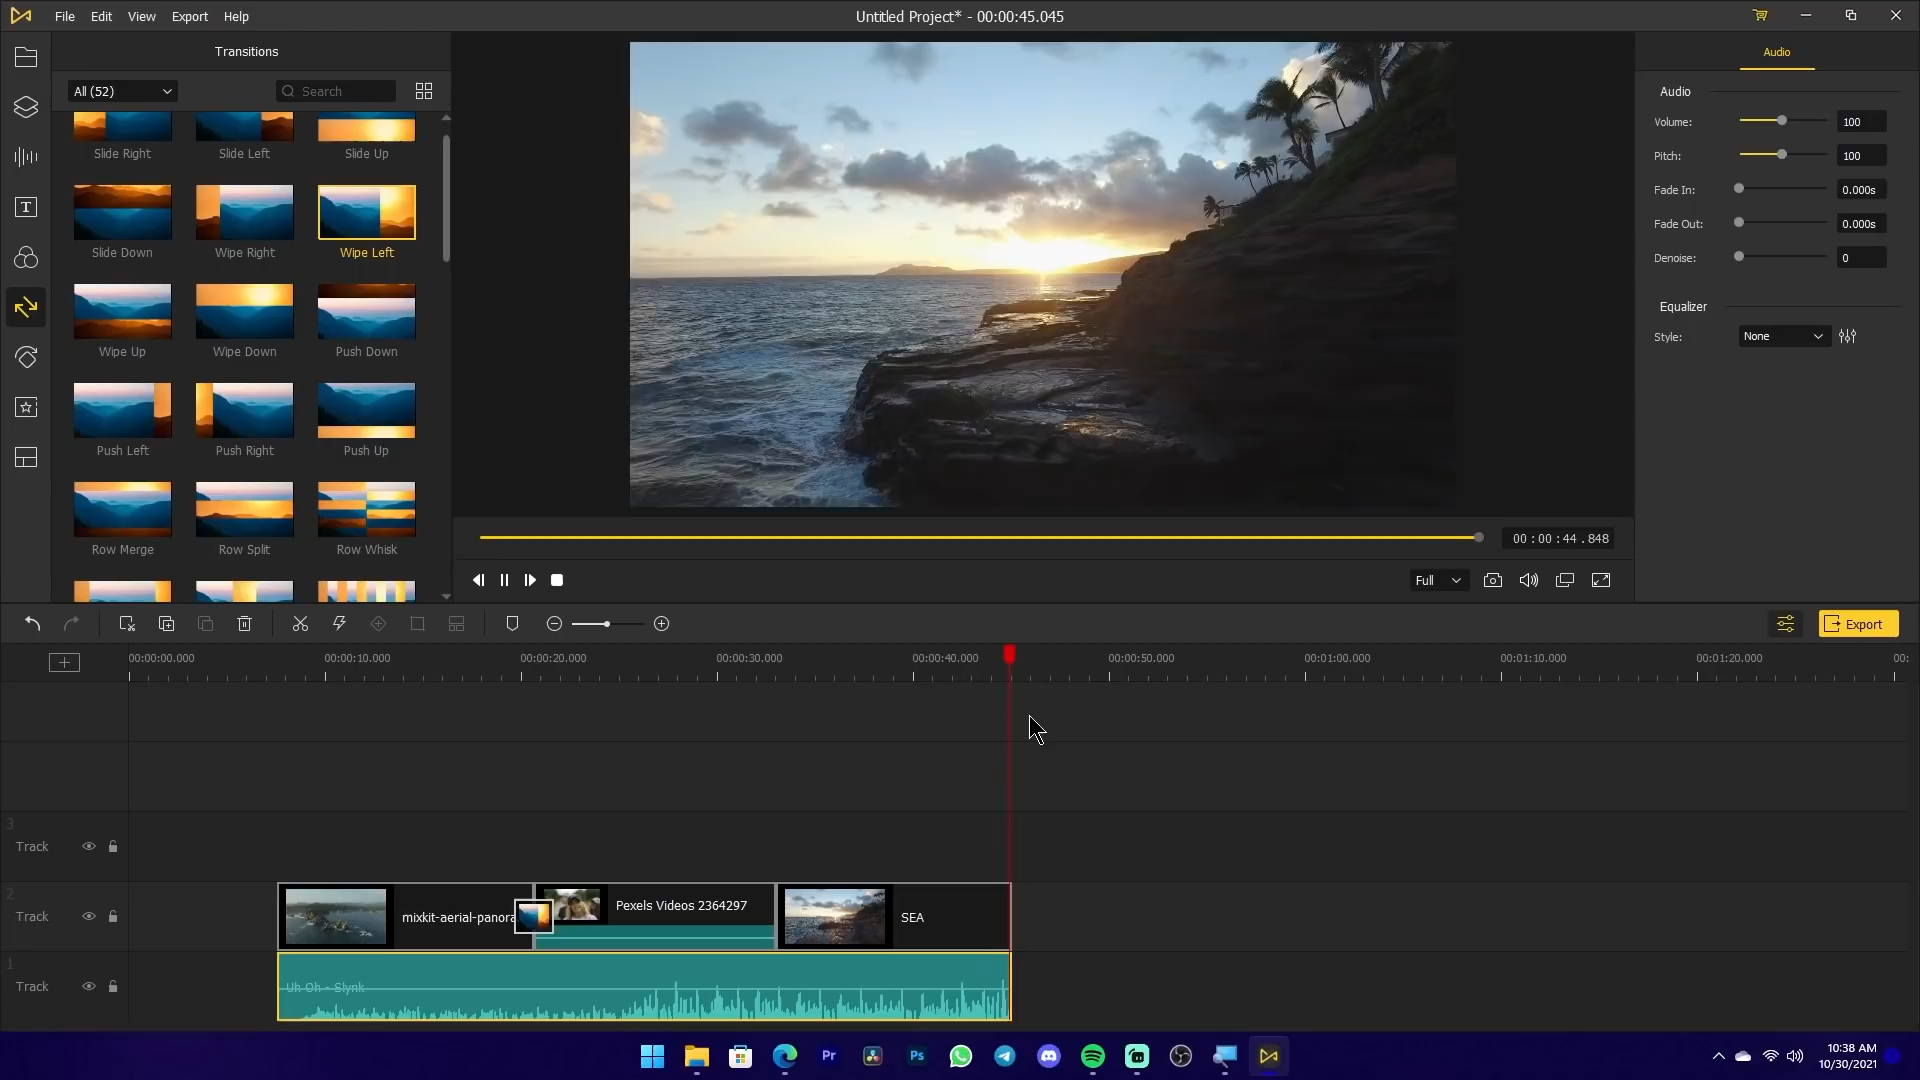 File Edit View Export Help
Untitled Project* - 00:00:45.045
Transitions
All (52)
Search
Slide Right Slide Left Slide Up
Slide Down Wipe Right Wipe Left
Wipe Up Wipe Down Push Down
Push Left Push Right Push Up
Row Merge Row Split Row Whisk
00:00:44.848
Full
Audio
Audio
Volume: 100
Pitch: 100
Fade In: 0.000s
Fade Out: 0.000s
Denoise: 0
Equalizer
Style: None
Export
00:00:00.000 00:00:10.000 00:00:20.000 00:00:30.000 00:00:40.000 00:00:50.000 00:01:00.000 00:01:10.000 00:01:20.000 00:
3
Track
2
Track
mixkit-aerial-panora
Pexels Videos 2364297
SEA
1
Track
Uh Oh - Slynk
Pr
Ps
10:38 AM
10/30/2021